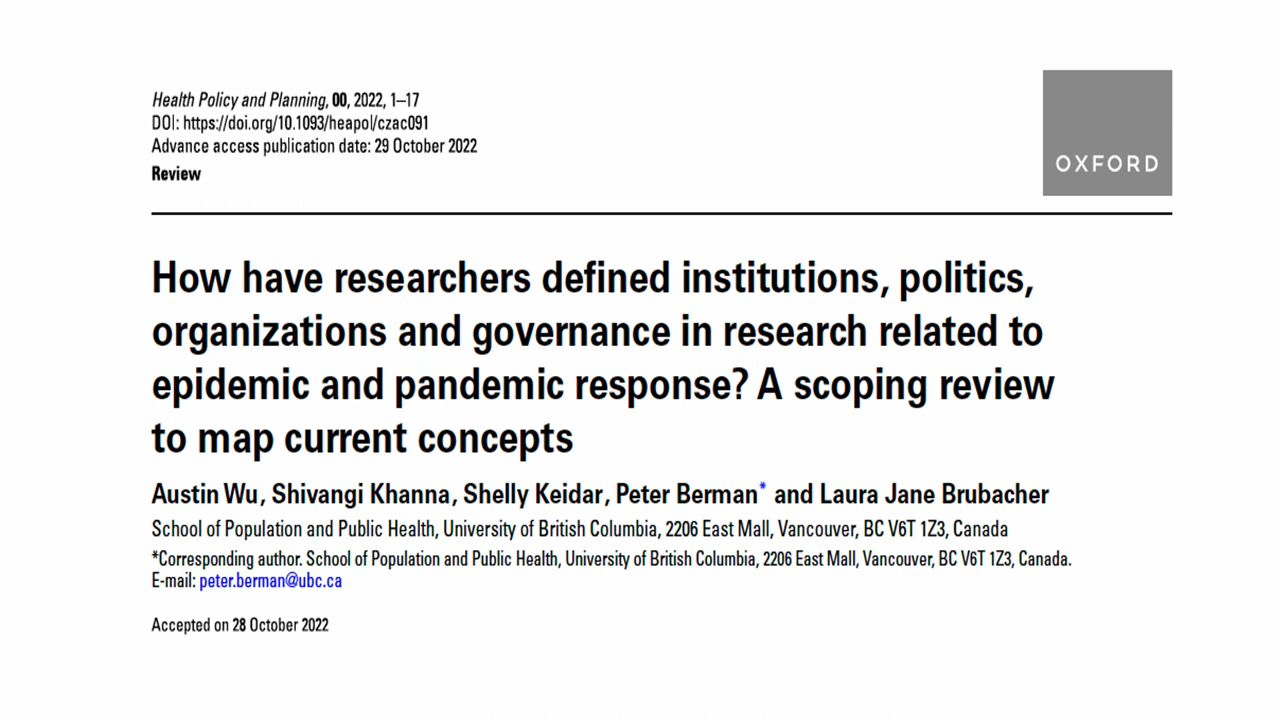 Health Policy and Planning, 00, 2022, 1–17
DOI: https://doi.org/10.1093/heapol/czac091
Advance access publication date: 29 October 2022
Review
OXFORD
How have researchers defined institutions, politics,
organizations and governance in research related to
epidemic and pandemic response? A scoping review
to map current concepts
Austin Wu, Shivangi Khanna, Shelly Keidar, Peter Berman* and Laura Jane Brubacher
School of Population and Public Health, University of British Columbia, 2206 East Mall, Vancouver, BC V6T 1Z3, Canada
*Corresponding author. School of Population and Public Health, University of British Columbia, 2206 East Mall, Vancouver, BC V6T 1Z3, Canada.
E-mail: peter.berman@ubc.ca
Accepted on 28 October 2022